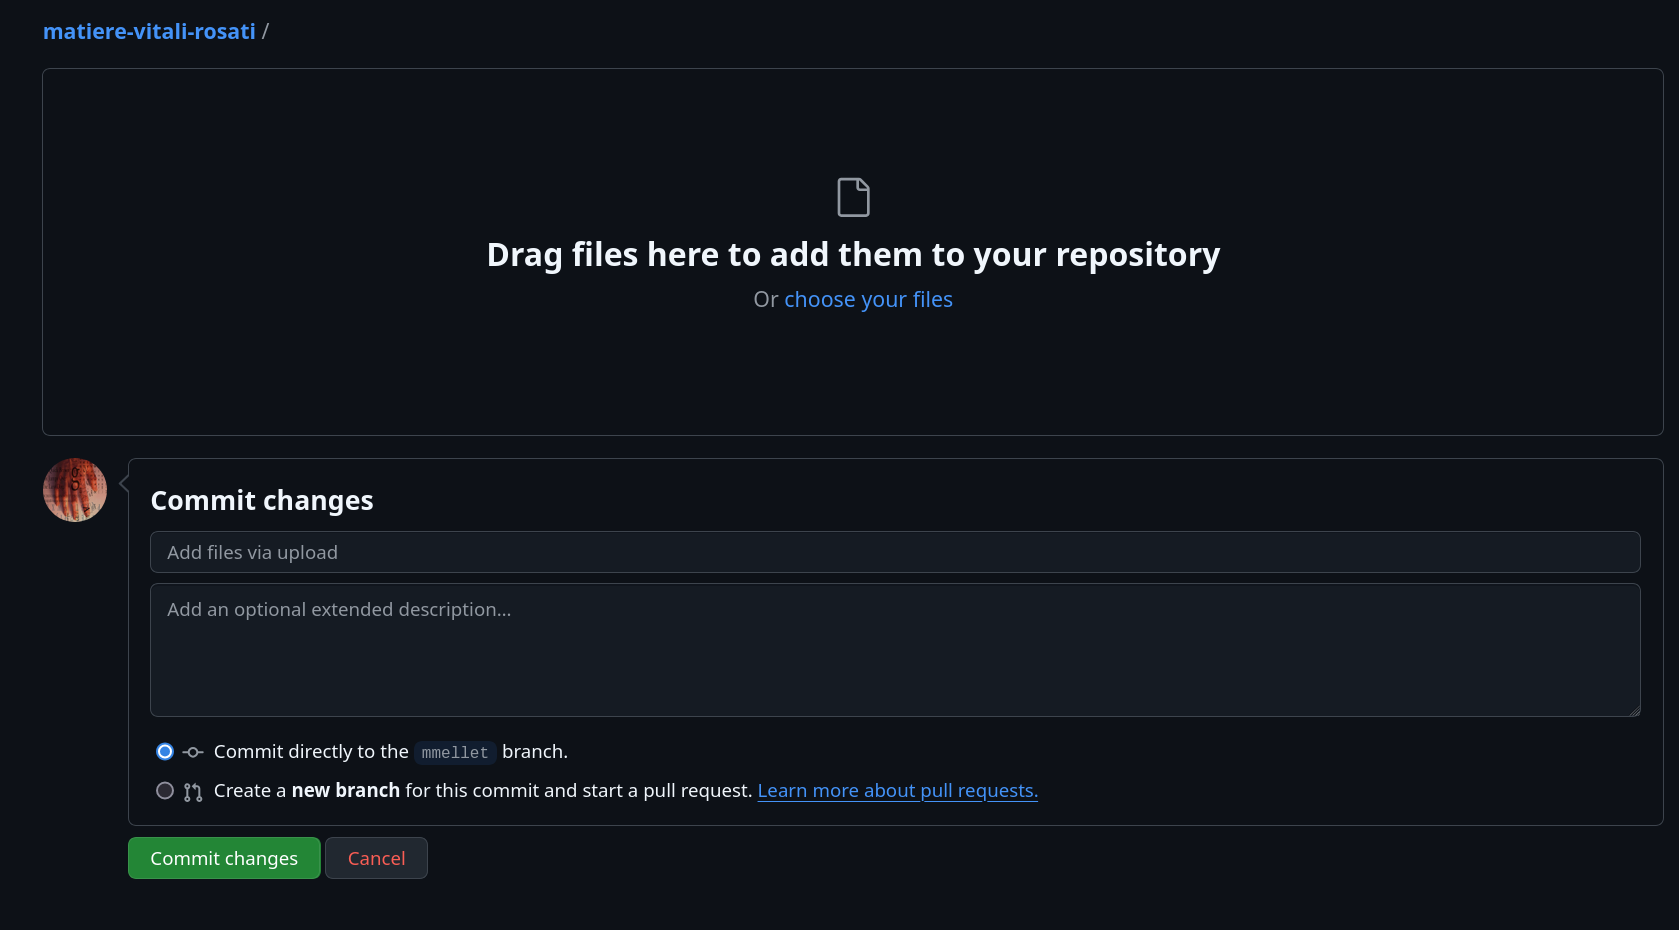 matiere-vitali-rosati /
Drag files here to add them to your repository
Or choose your files
Commit changes
Add files via upload
Add an optional extended description...
Commit directly to the mmellet branch.
Create a new branch for this commit and start a pull request. Learn more about pull requests.
Commit changes
Cancel